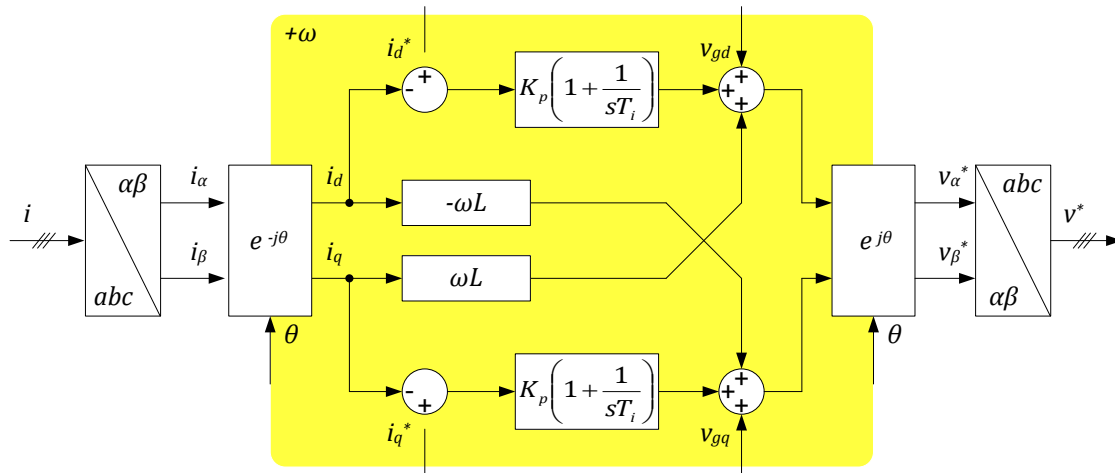 +ω
i_d*
v_gd
+
-
K_p(1+1/sT_i)
+
+
+
αβ
abc
i
i_α
i_β
e^-jθ
i_d
i_q
-ωL
ωL
e^jθ
v_α*
v_β*
abc
αβ
v*
θ
θ
-
+
K_p(1+1/sT_i)
+
+
+
i_q*
v_gq